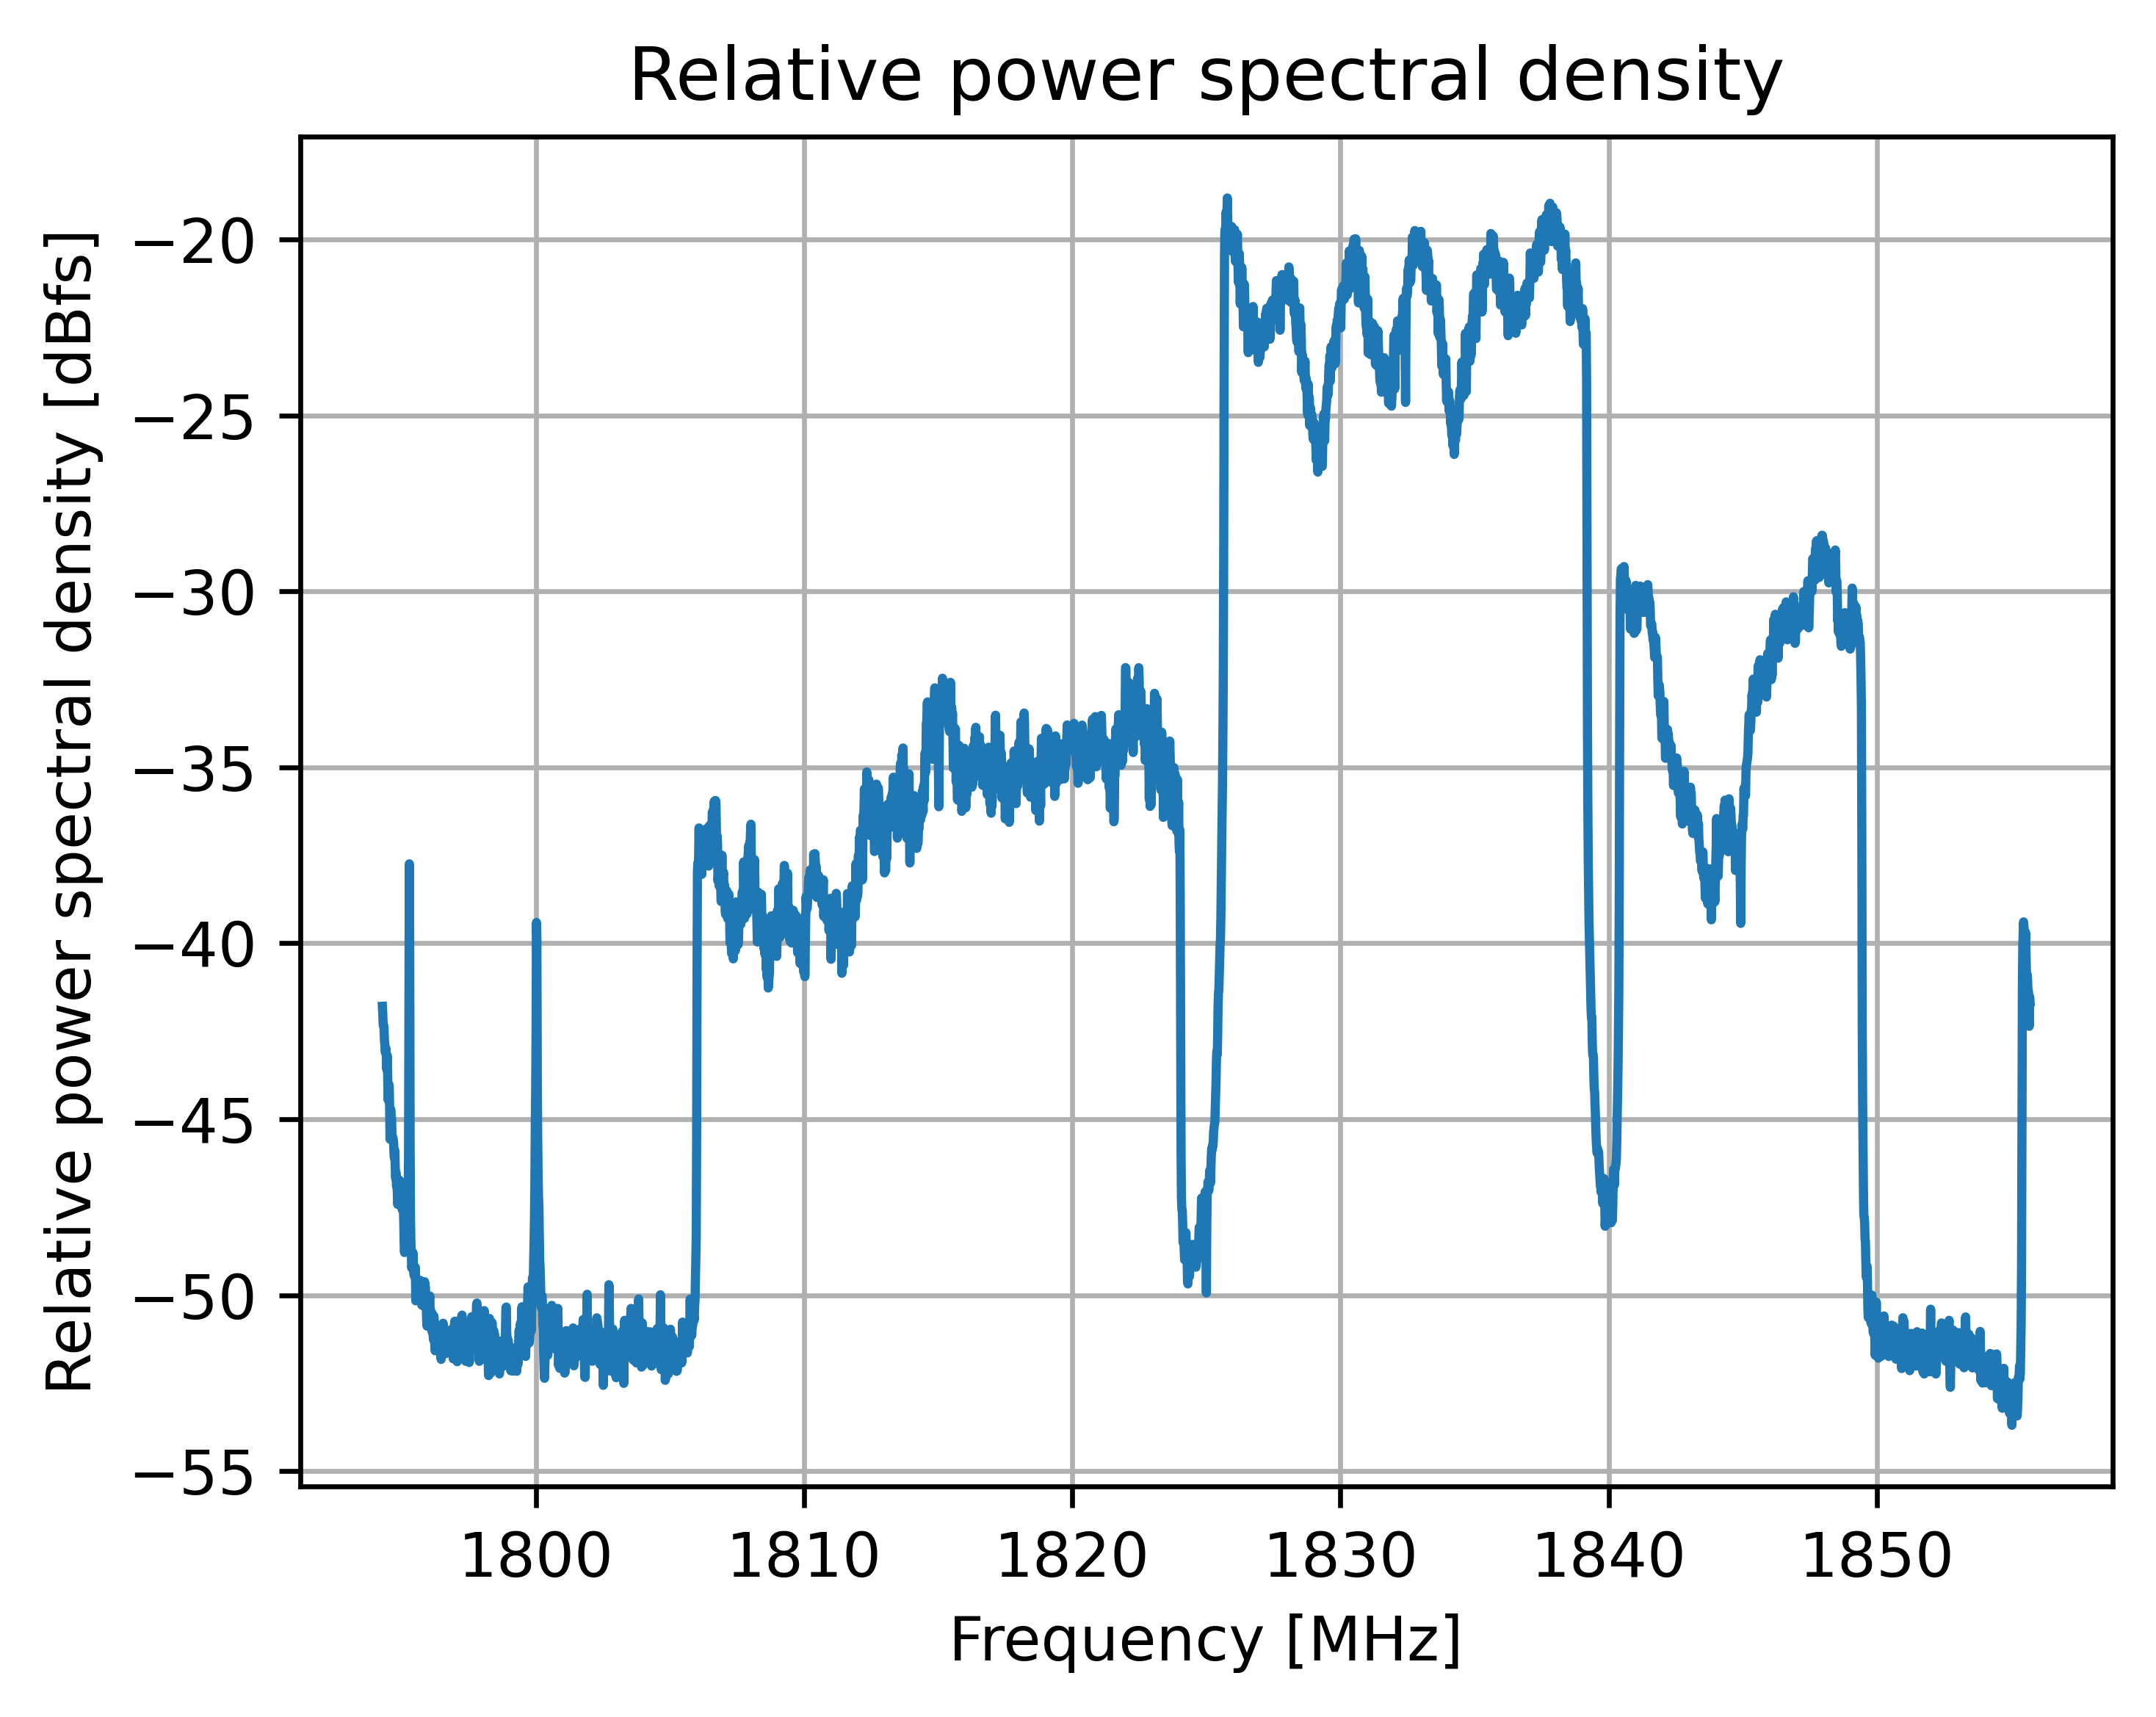 Relative power spectral density
Relative power spectral density [dBfs]
−20
−25
−30
−35
−40
−45
−50
−55
1800 1810 1820 1830 1840 1850
Frequency [MHz]